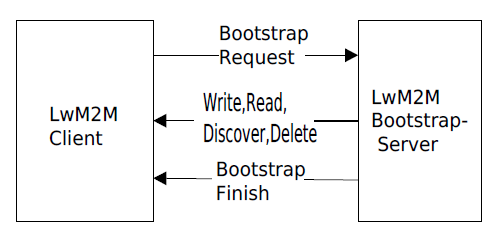 Bootstrap
Request
LwM2M
Client
Write,Read,
Discover,Delete
LwM2M
Bootstrap-
Server
Bootstrap
Finish